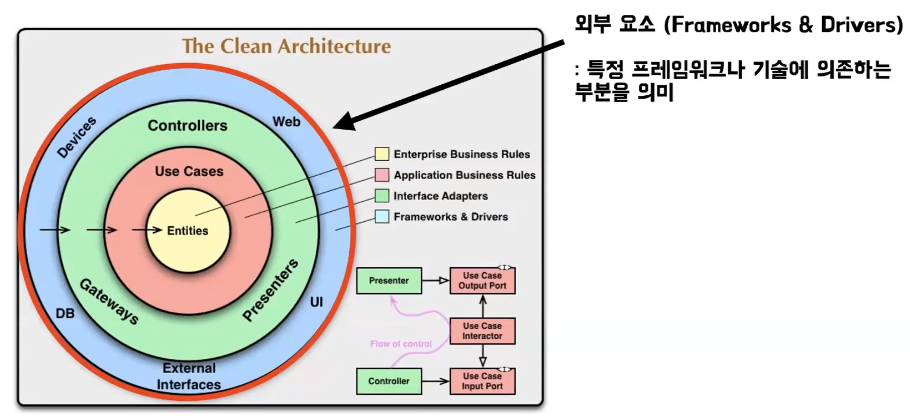 The Clean Architecture
외부 요소 (Frameworks & Drivers)
: 특정 프레임워크나 기술에 의존하는
부분을 의미
Devices
Controllers
Web
Use Cases
Entities
Gateways
Presenters
DB
UI
External
Interfaces
Enterprise Business Rules
Application Business Rules
Interface Adapters
Frameworks & Drivers
Presenter
Use Case
Output Port
Flow of control
Use Case
Interactor
Controller
Use Case
Input Port